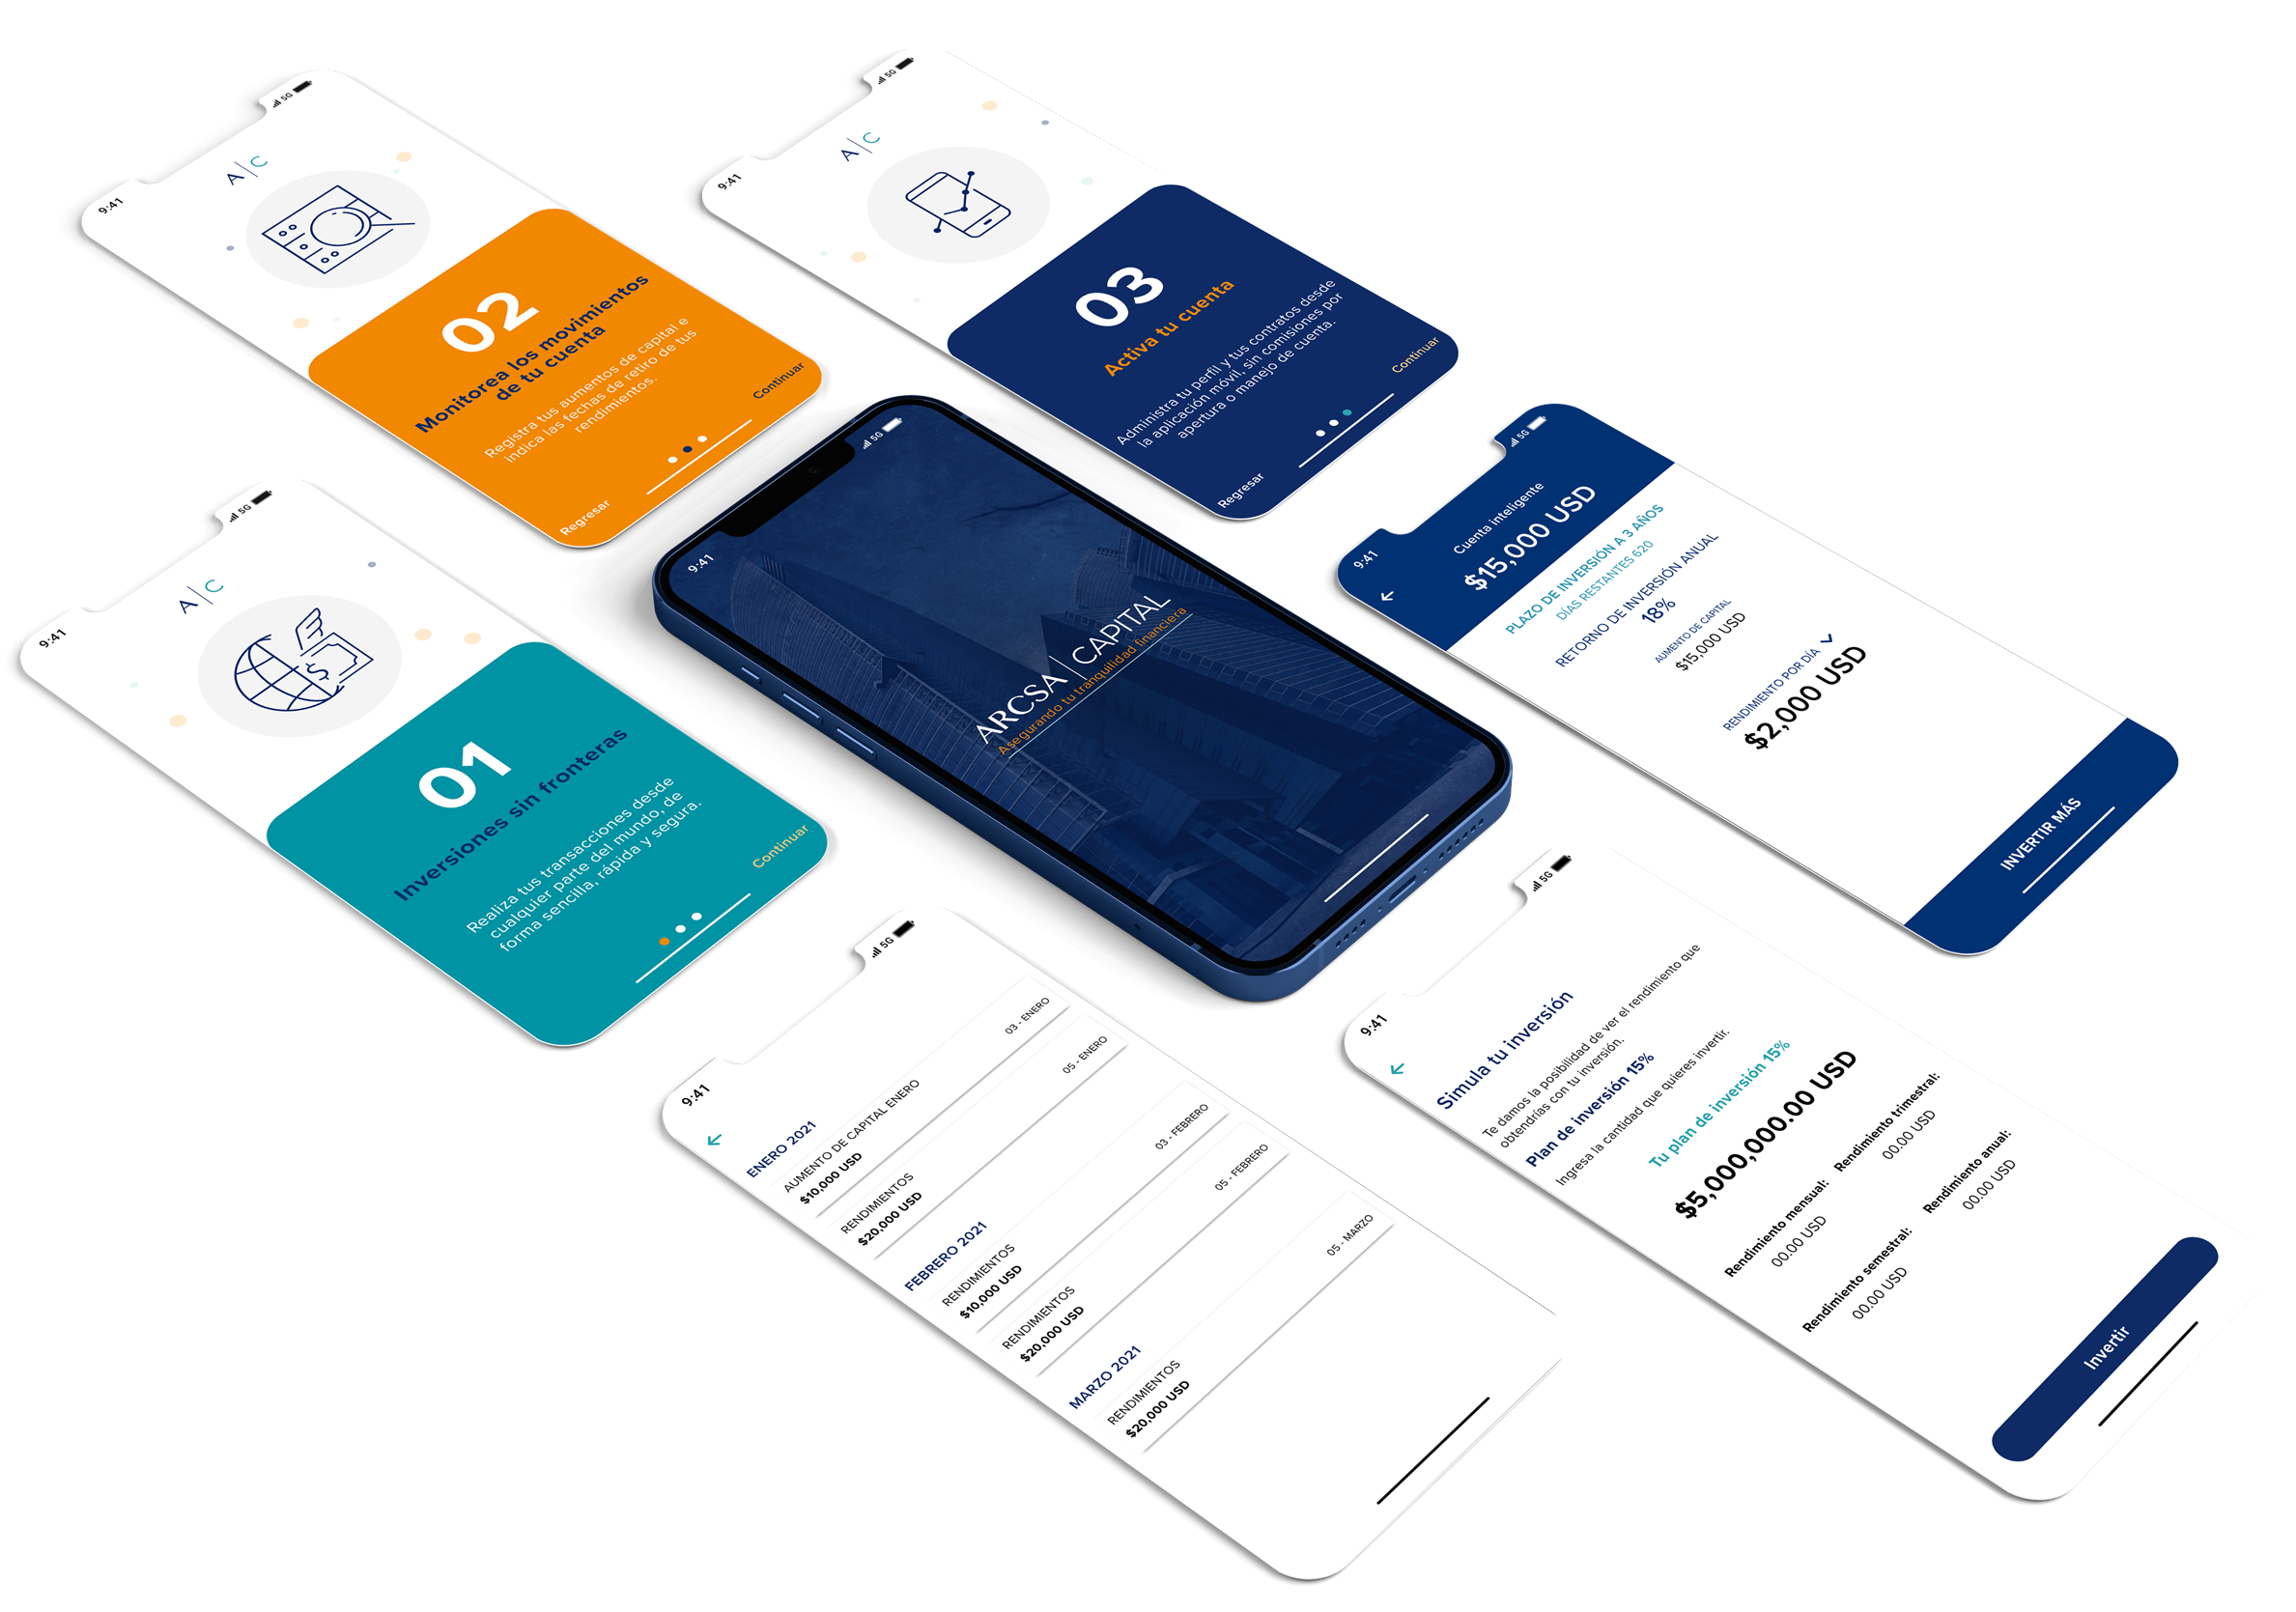 9:41
5G
A|C
02
Monitorea los movimientos
de tu cuenta
Registra tus aumentos de capital e
indica las fechas de retiro de tus
rendimientos.
Regresar
Continuar
9:41
5G
A|C
03
Activa tu cuenta
Administra tu perfil y tus contratos desde
la aplicación móvil, sin comisiones por
apertura o manejo de cuenta.
Regresar
Continuar
9:41
5G
A|C
$
01
Inversiones sin fronteras
Realiza tus transacciones desde
cualquier parte del mundo, de
forma sencilla, rápida y segura.
Continuar
9:41
5G
ARCSA | CAPITAL
Asegurando tu tranquilidad financiera
9:41
5G
Cuenta inteligente
$15,000 USD
PLAZO DE INVERSIÓN A 3 AÑOS
DÍAS RESTANTES 620
RETORNO DE INVERSIÓN ANUAL
18%
AUMENTO DE CAPITAL
$15,000 USD
RENDIMIENTO POR DÍA
$2,000 USD
INVERTIR MÁS
9:41
5G
ENERO 2021
AUMENTO DE CAPITAL ENERO
03 - ENERO
$10,000 USD
RENDIMIENTOS
05 - ENERO
$20,000 USD
FEBRERO 2021
RENDIMIENTOS
03 - FEBRERO
$10,000 USD
RENDIMIENTOS
05 - FEBRERO
$20,000 USD
MARZO 2021
RENDIMIENTOS
05 - MARZO
$20,000 USD
9:41
5G
Simula tu inversión
Te damos la posibilidad de ver el rendimiento que
obtendrías con tu inversión.
Plan de inversión 15%
Ingresa la cantidad que quieres invertir.
Tu plan de inversión 15%
$5,000,000.00 USD
Rendimiento mensual:
00.00 USD
Rendimiento trimestral:
00.00 USD
Rendimiento semestral:
00.00 USD
Rendimiento anual:
00.00 USD
Invertir